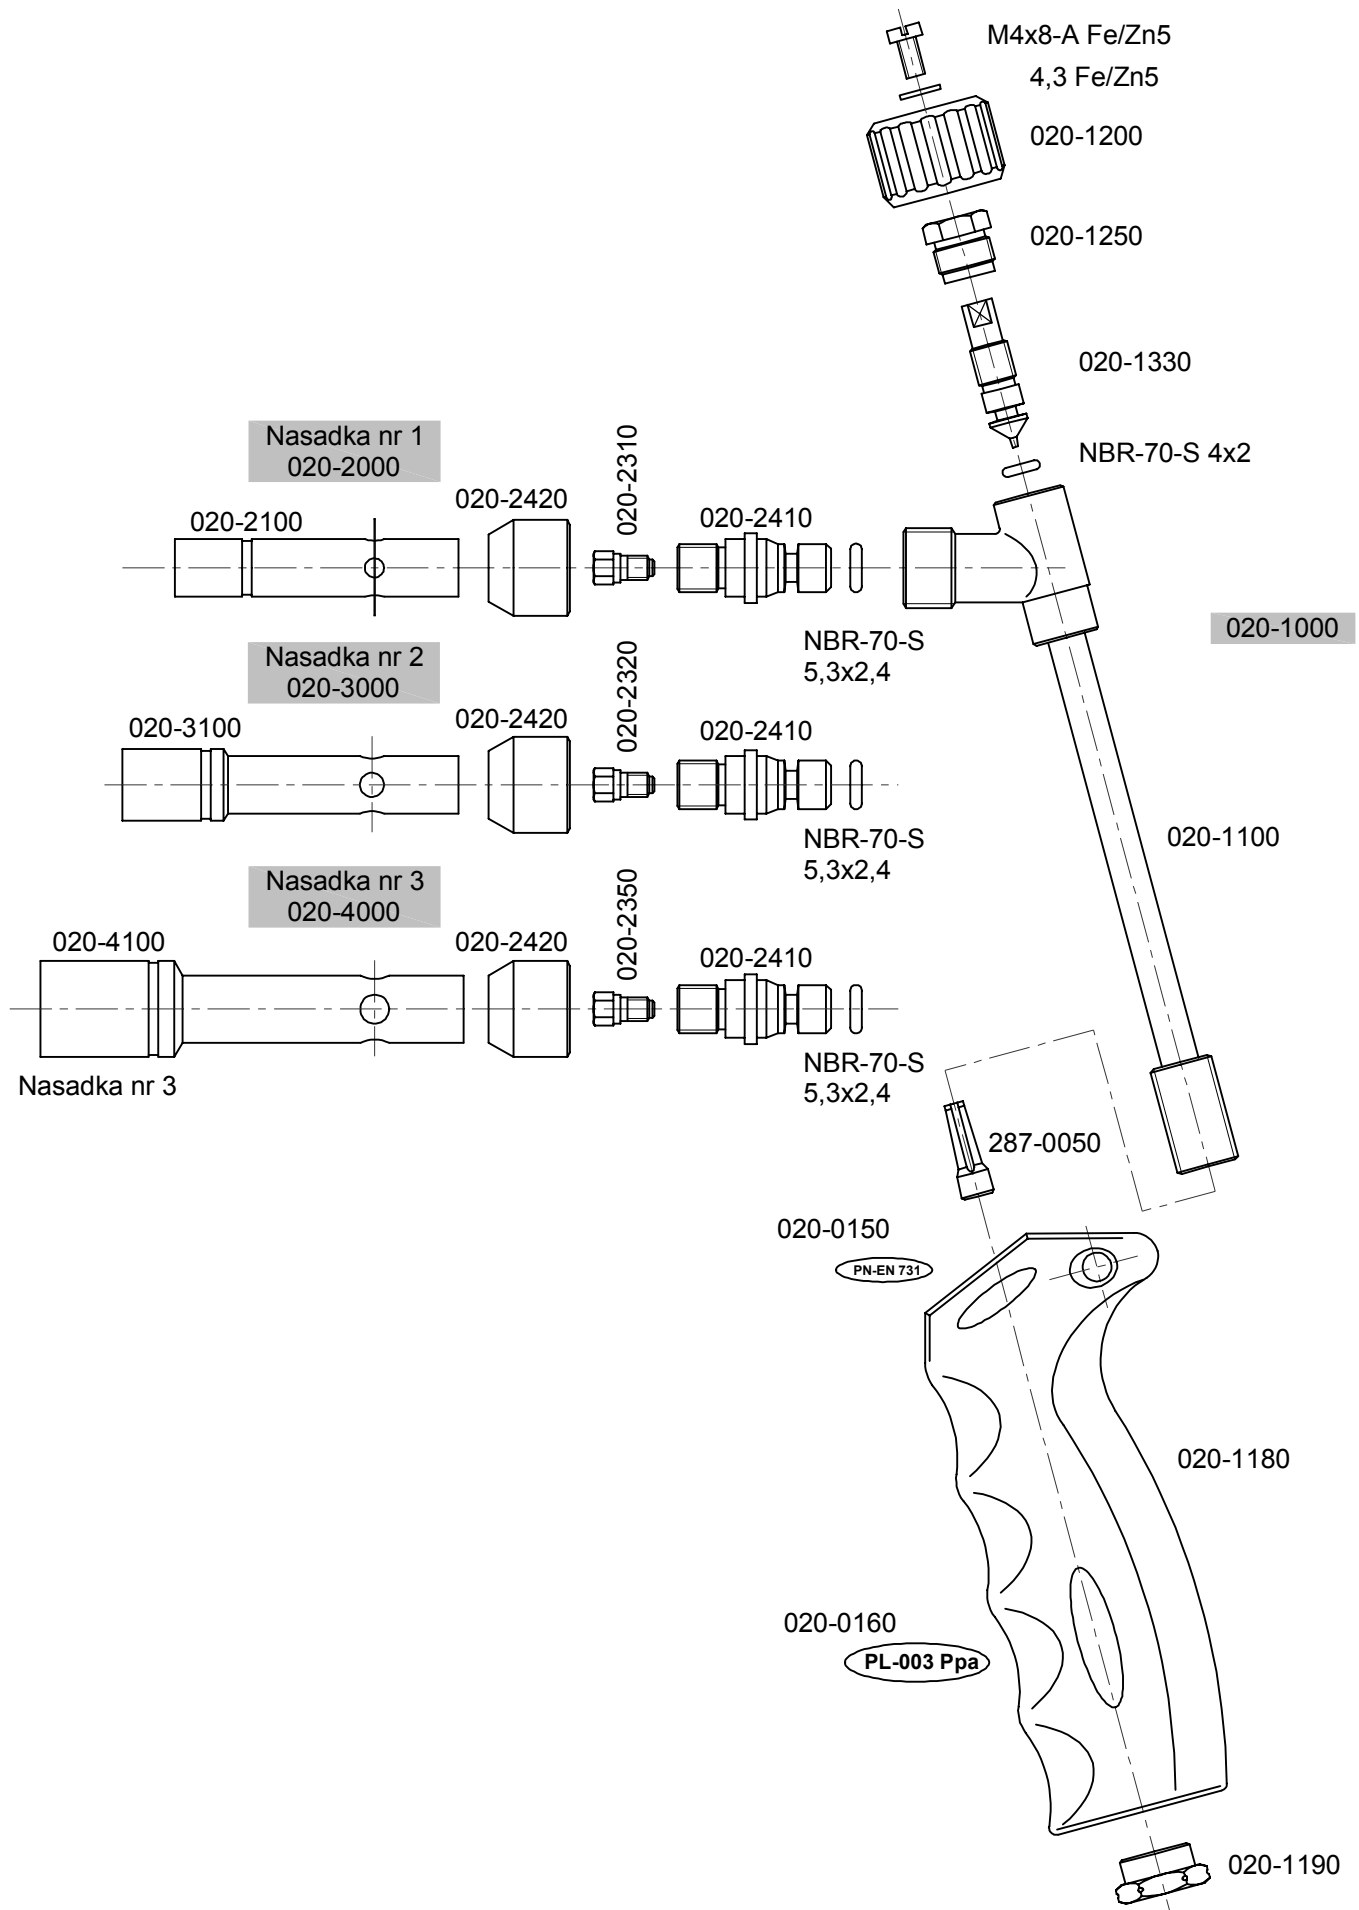 M4x8-A Fe/Zn5
4,3 Fe/Zn5
020-1200
020-1250
020-1330
NBR-70-S 4x2
Nasadka nr 1
020-2000
020-2100
020-2420
020-2310
020-2410
NBR-70-S
5,3x2,4
020-1000
Nasadka nr 2
020-3000
020-3100
020-2420
020-2320
020-2410
NBR-70-S
5,3x2,4
020-1100
Nasadka nr 3
020-4000
020-4100
020-2420
020-2350
020-2410
NBR-70-S
5,3x2,4
Nasadka nr 3
287-0050
020-0150
PN-EN 731
020-1180
020-0160
PL-003 Ppa
020-1190